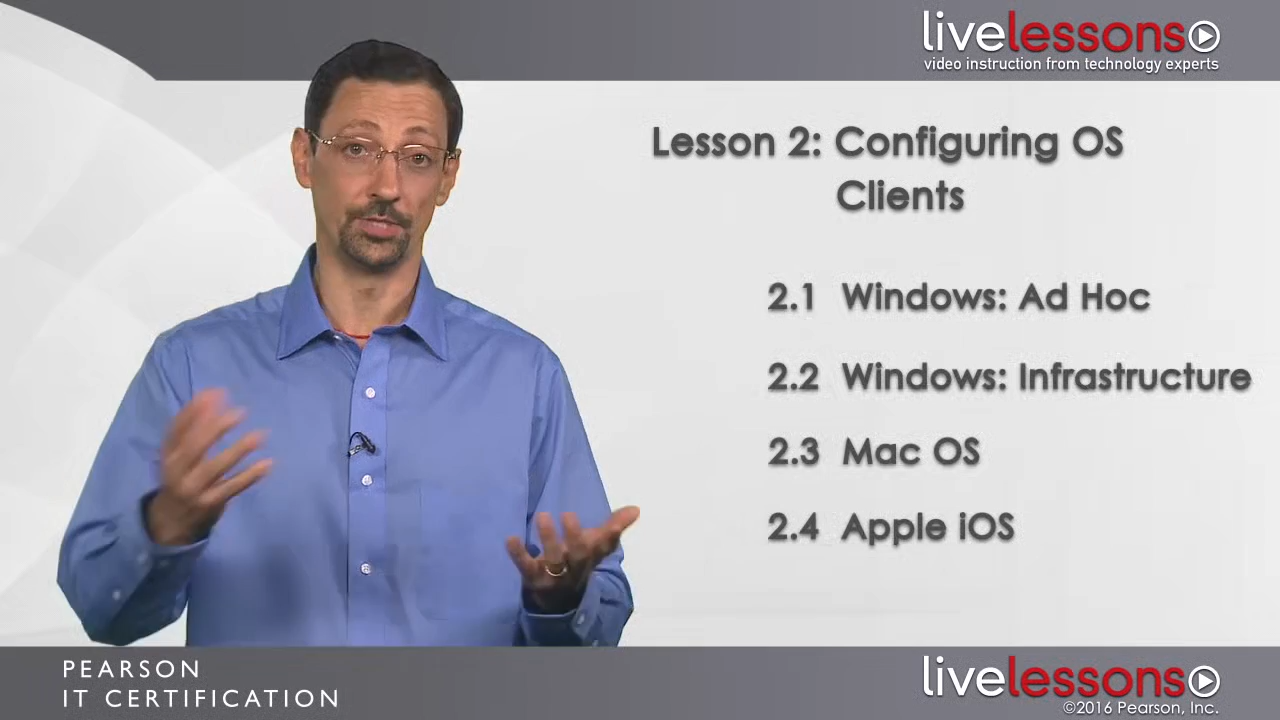 livelessons
video instruction from technology experts
Lesson 2: Configuring OS
Clients
2.1 Windows: Ad Hoc
2.2 Windows: Infrastructure
2.3 Mac OS
2.4 Apple iOS
PEARSON
IT CERTIFICATION
livelessons
©2016 Pearson, Inc.